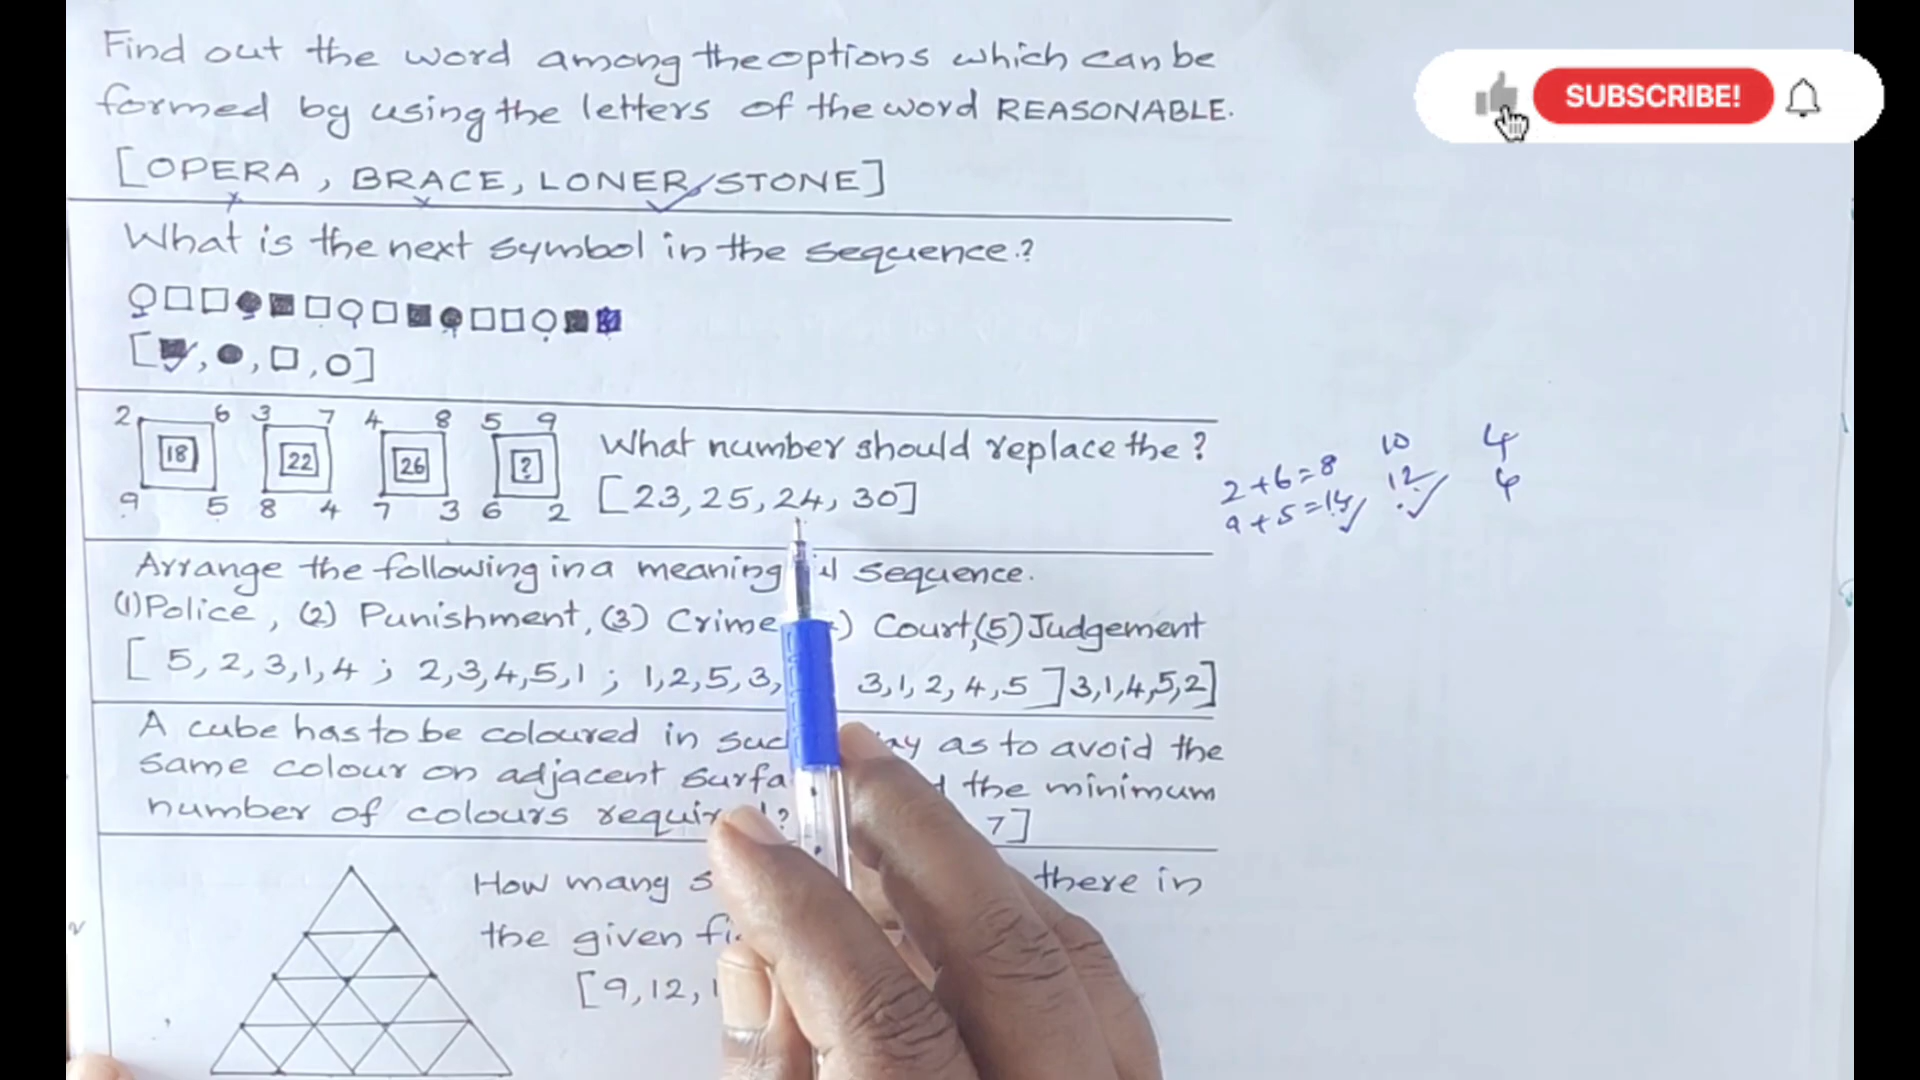 Find out the word among the options which can be
formed by using the letters of the word REASONABLE.
[OPERA, BRACE, LONER, STONE]
SUBSCRIBE!
What is the next symbol in the sequence?
2 6 3 7 4 8 5 9
18 22 26 ?
9 5 8 4 7 3 6 2
What number should replace the ?
[23, 25, 24, 30]
2+6=8 10 4
9+5=14 12 4
Arrange the following in a sequence.
(1) Police, (2) Punishment, (3) Crime Court, (5) Judgement
[ 5, 2, 3, 1, 4 ; 2, 3, 4, 5, 1 ; 1, 2, 5, 3, 3, 1, 2, 4, 5 ] 3, 1, 4, 5, 2]
A cube has to be coloured in as to avoid the
same colour on adjacent the minimum
number of colours ? 7]
How many there in
the given
[9, 12,